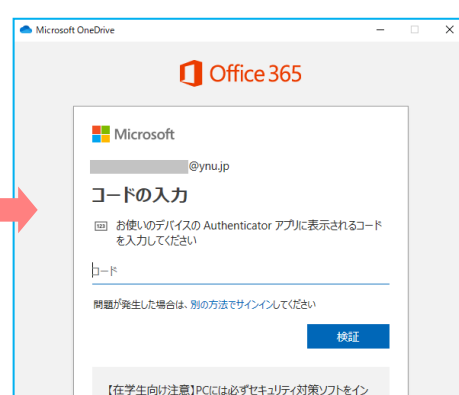 Microsoft OneDrive
Office 365
Microsoft
@ynu.jp
コードの入力
123 お使いのデバイスの Authenticator アプリに表示されるコード
を入力してください
コード
問題が発生した場合は、別の方法でサインインしてください
検証
【在学生向け注意】PCには必ずセキュリティ対策ソフトをイン